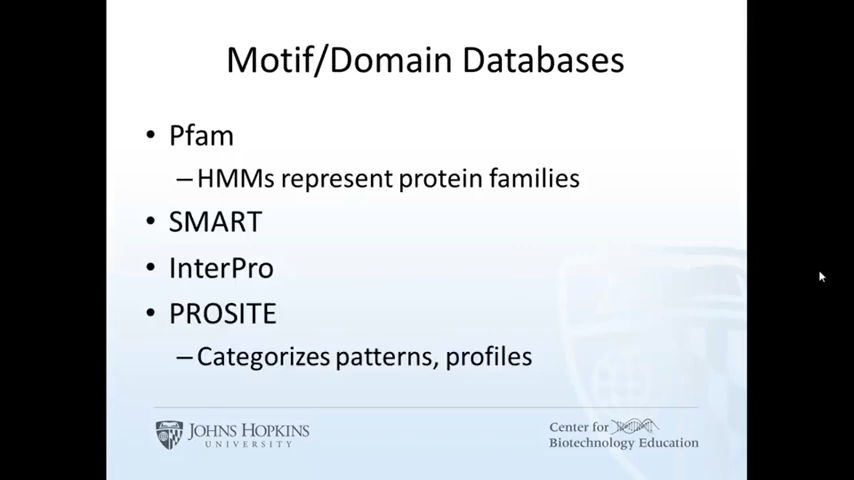 Motif/Domain Databases
• Pfam
– HMMs represent protein families
• SMART
• InterPro
• PROSITE
– Categorizes patterns, profiles
JOHNS HOPKINS
UNIVERSITY
Center for
Biotechnology Education